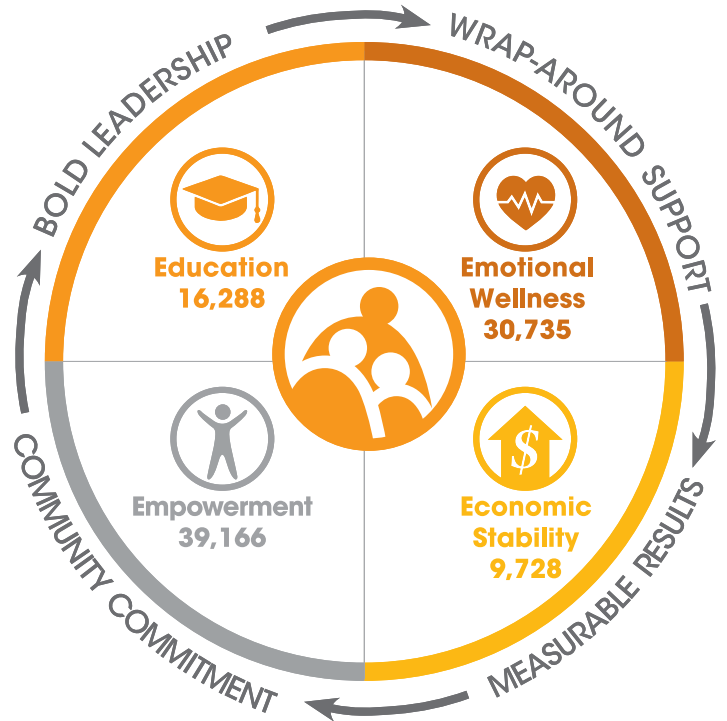 BOLD LEADERSHIP
WRAP-AROUND SUPPORT
Education
16,288
Emotional
Wellness
30,735
Empowerment
39,166
$
Economic
Stability
9,728
COMMUNITY COMMITMENT
MEASURABLE RESULTS